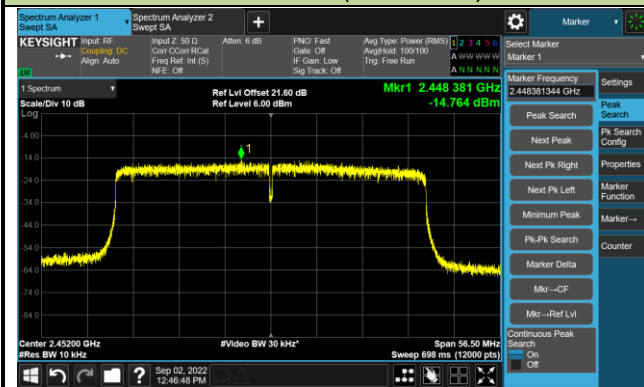 Spectrum Analyzer 1
Swept SA
Spectrum Analyzer 2
Swept SA
+
Marker
KEYSIGHT
Input: RF
Coupling: DC
Align: Auto
Input Z: 50 Ω
Corr CCorr RCal
Freq Ref: Int (S)
NFE: Off
Atten: 6 dB
PNO: Fast
Gate: Off
IF Gain: Low
Sig Track: Off
Avg Type: Power (RMS)
Avg|Hold: 100/100
Trig: Free Run
1 2 3 4 5 6
A W W W W W
A N N N N N
Select Marker
Marker 1
LXI
1 Spectrum
Scale/Div 10 dB
Log
Ref Lvl Offset 21.60 dB
Ref Level 6.00 dBm
Mkr1 2.448 381 GHz
-14.764 dBm
Marker Frequency
2.448381344 GHz
Peak Search
Next Peak
Next Pk Right
Next Pk Left
Minimum Peak
Pk-Pk Search
Marker Delta
Mkr→CF
Mkr→Ref Lvl
Continuous Peak
Search
On
Off
Settings
Peak
Search
Pk Search
Config
Properties
Marker
Function
Marker→
Counter
-4.00
-14.0
-24.0
-34.0
-44.0
-54.0
-64.0
-74.0
-84.0
1
Center 2.45200 GHz
#Res BW 10 kHz
#Video BW 30 kHz*
Span 56.50 MHz
Sweep 698 ms (12000 pts)
?
Sep 02, 2022
12:46:48 PM